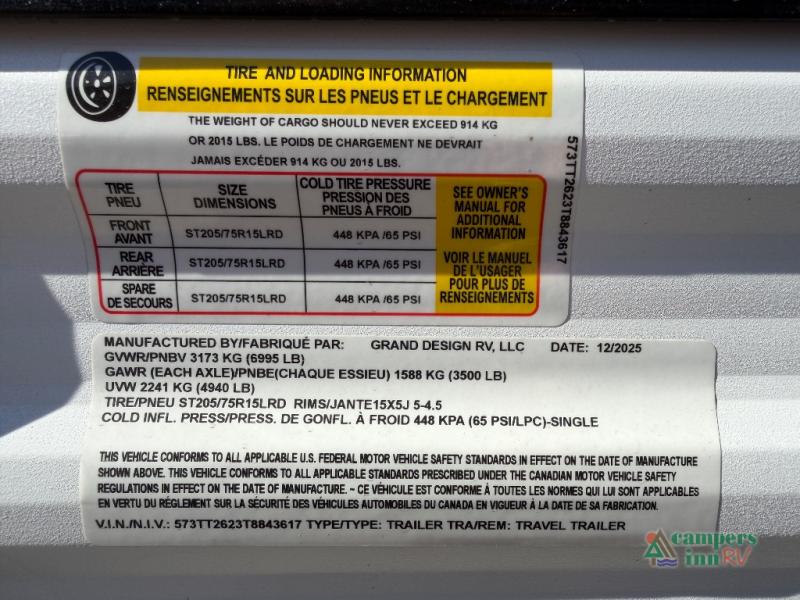 TIRE AND LOADING INFORMATION
RENSEIGNEMENTS SUR LES PNEUS ET LE CHARGEMENT
THE WEIGHT OF CARGO SHOULD NEVER EXCEED 914 KG
OR 2015 LBS. LE POIDS DE CHARGEMENT NE DEVRAIT
JAMAIS EXCÉDER 914 KG OU 2015 LBS.
TIRE SIZE COLD TIRE PRESSURE
PNEU DIMENSIONS PRESSION DES
PNEUS À FROID
FRONT
AVANT ST205/75R15LRD 448 KPA /65 PSI
REAR
ARRIÈRE ST205/75R15LRD 448 KPA /65 PSI
SPARE
DE SECOURS ST205/75R15LRD 448 KPA /65 PSI
SEE OWNER'S
MANUAL FOR
ADDITIONAL
INFORMATION
VOIR LE MANUEL
DE L'USAGER
POUR PLUS DE
RENSEIGNEMENTS
573TT2623T8843617
MANUFACTURED BY/FABRIQUÉ PAR: GRAND DESIGN RV, LLC DATE: 12/2025
GVWR/PNBV 3173 KG (6995 LB)
GAWR (EACH AXLE)/PNBE(CHAQUE ESSIEU) 1588 KG (3500 LB)
UVW 2241 KG (4940 LB)
TIRE/PNEU ST205/75R15LRD RIMS/JANTE15X5J 5-4.5
COLD INFL. PRESS/PRESS. DE GONFL. À FROID 448 KPA (65 PSI/LPC)-SINGLE
THIS VEHICLE CONFORMS TO ALL APPLICABLE U.S. FEDERAL MOTOR VEHICLE SAFETY STANDARDS IN EFFECT ON THE DATE OF MANUFACTURE
SHOWN ABOVE. THIS VEHICLE CONFORMS TO ALL APPLICABLE STANDARDS PRESCRIBED UNDER THE CANADIAN MOTOR VEHICLE SAFETY
REGULATIONS IN EFFECT ON THE DATE OF MANUFACTURE. ~ CE VÉHICULE EST CONFORME À TOUTES LES NORMES QUI LUI SONT APPLICABLES
EN VERTU DU RÈGLEMENT SUR LA SÉCURITÉ DES VÉHICULES AUTOMOBILES DU CANADA EN VIGUEUR À LA DATE DE SA FABRICATION.
V.I.N./N.I.V.: 573TT2623T8843617 TYPE/TYPE: TRAILER TRA/REM: TRAVEL TRAILER
campers
inn RV